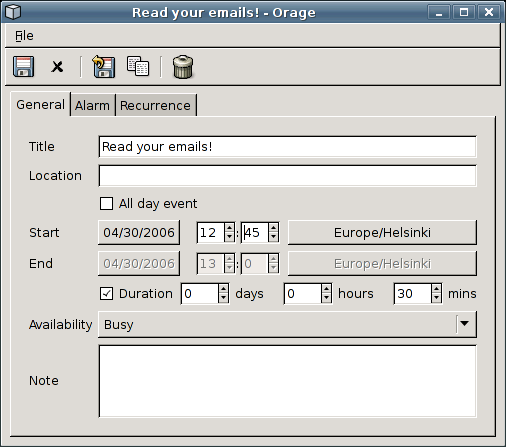 Read your emails! - Orage
File
General Alarm Recurrence
Title Read your emails!
Location
All day event
Start 04/30/2006 12 : 45 Europe/Helsinki
End 04/30/2006 13 : 0 Europe/Helsinki
Duration 0 days 0 hours 30 mins
Availability Busy
Note